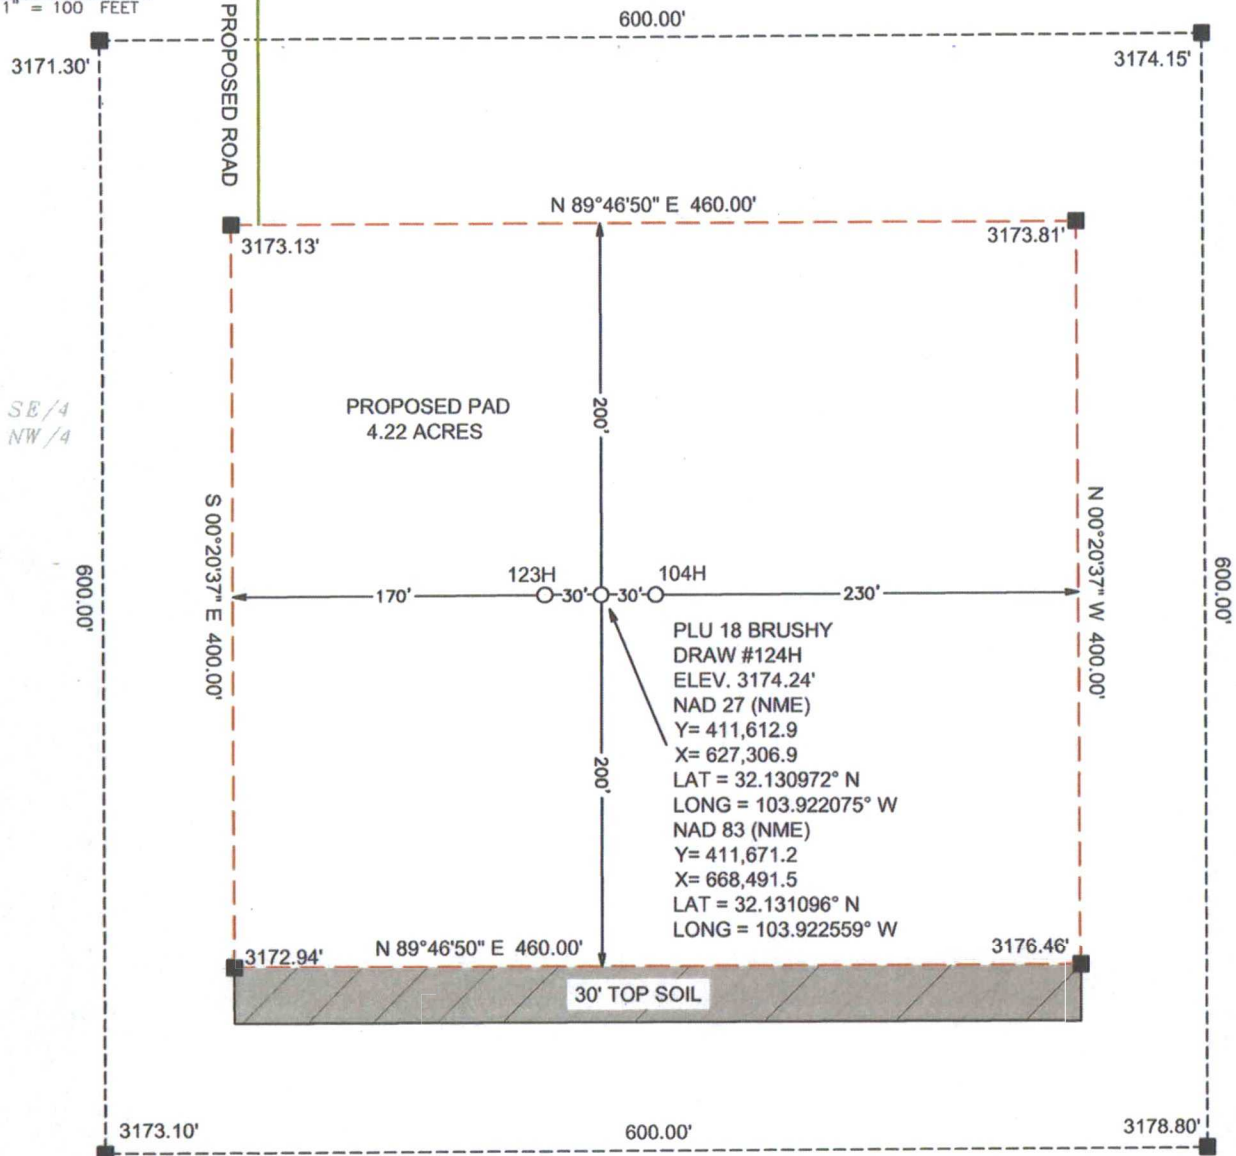 1" = 100 FEET
600.00'
3171.30'
3174.15'
PROPOSED ROAD
N 89°46'50" E 460.00'
3173.13'
3173.81'
SE/4
NW/4
PROPOSED PAD
4.22 ACRES
200'
S 00°20'37" E 400.00'
N 00°20'37" W 400.00'
600.00'
600.00'
123H
104H
170'
30'
30'
230'
PLU 18 BRUSHY
DRAW #124H
ELEV. 3174.24'
NAD 27 (NME)
Y= 411,612.9
X= 627,306.9
LAT = 32.130972° N
LONG = 103.922075° W
NAD 83 (NME)
Y= 411,671.2
X= 668,491.5
LAT = 32.131096° N
LONG = 103.922559° W
200'
3172.94'
N 89°46'50" E 460.00'
3176.46'
30' TOP SOIL
3173.10'
600.00'
3178.80'